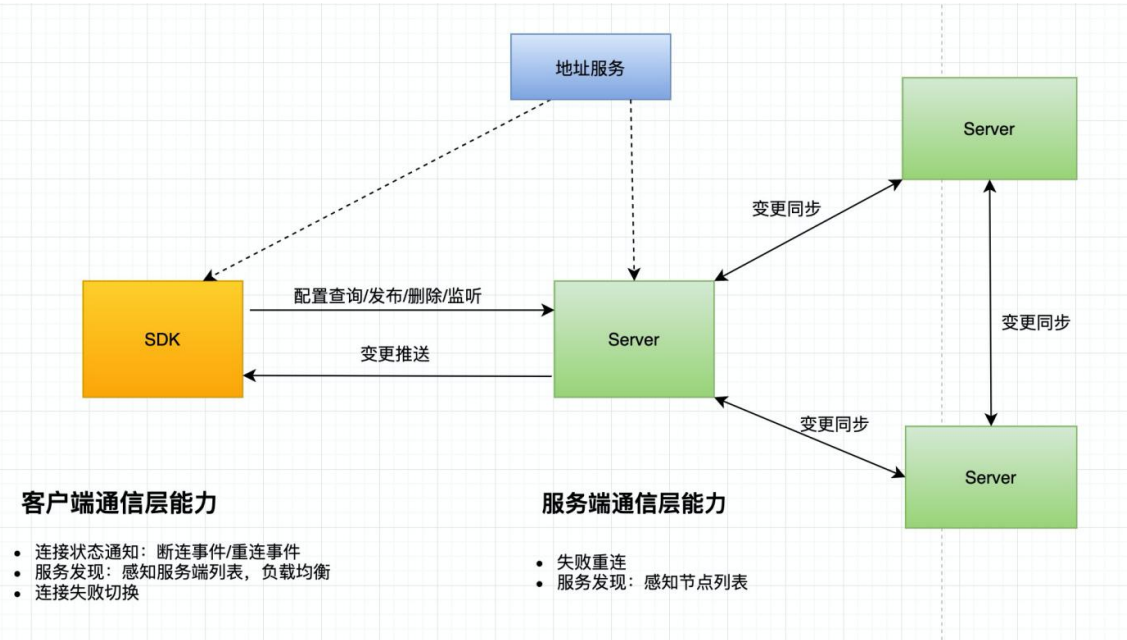 地址服务
Server
变更同步
SDK
配置查询/发布/删除/监听
变更推送
Server
变更同步
变更同步
Server
客户端通信层能力
连接状态通知：断连事件/重连事件
服务发现：感知服务端列表，负载均衡
连接失败切换
服务端通信层能力
失败重连
服务发现：感知节点列表